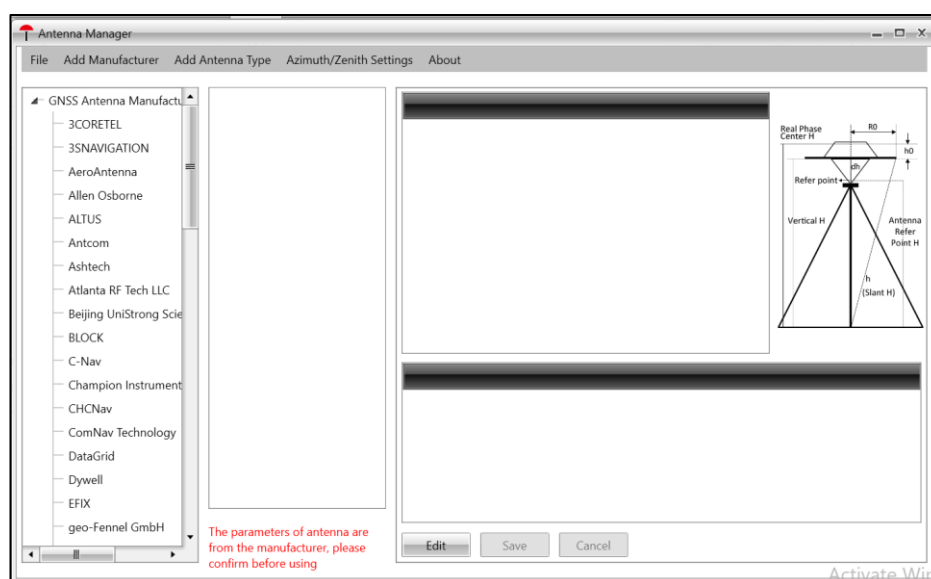 Antenna Manager
File Add Manufacturer Add Antenna Type Azimuth/Zenith Settings About
GNSS Antenna Manufactu
3CORETEL
3SNAVIGATION
AeroAntenna
Allen Osborne
ALTUS
Antcom
Ashtech
Atlanta RF Tech LLC
Beijing UniStrong Scie
BLOCK
C-Nav
Champion Instrument
CHCNav
ComNav Technology
DataGrid
Dywell
EFIX
geo-Fennel GmbH
The parameters of antenna are
from the manufacturer, please
confirm before using
Real Phase
Center H
R0
h0
dh
Refer point
Vertical H
Antenna
Refer
Point H
h
(Slant H)
Edit Save Cancel
Activate Win